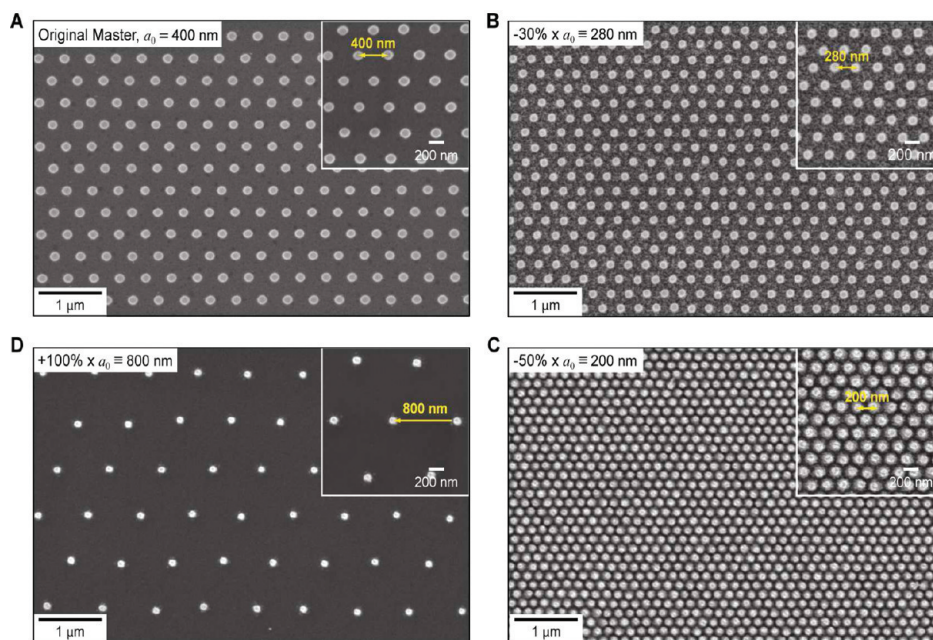 A
Original Master, a₀ = 400 nm
400 nm
200 nm
1 µm
B
-30% x a₀ ≡ 280 nm
280 nm
200 nm
1 µm
D
+100% x a₀ ≡ 800 nm
800 nm
200 nm
1 µm
C
-50% x a₀ ≡ 200 nm
200 nm
200 nm
1 µm